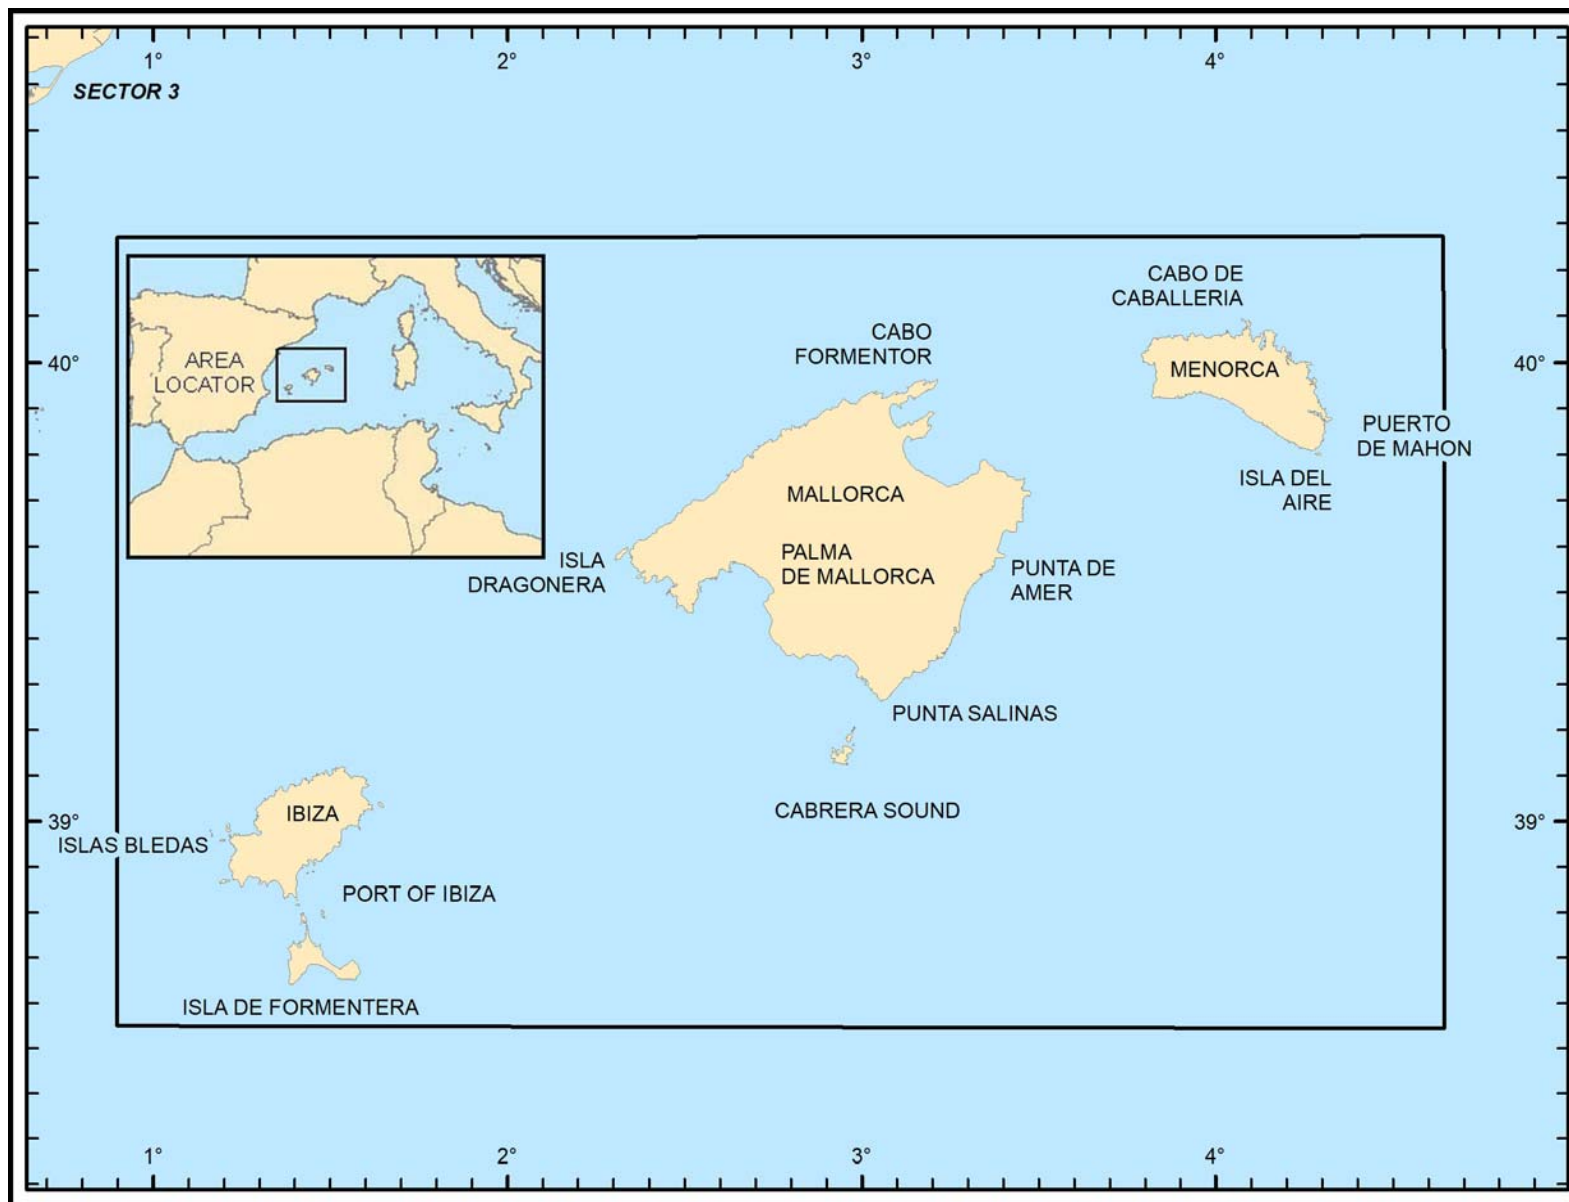 1°
2°
3°
4°
SECTOR 3
CABO DE
CABALLERIA
CABO
FORMENTOR
AREA
LOCATOR
40°
40°
MENORCA
PUERTO
DE MAHON
ISLA DEL
AIRE
MALLORCA
PALMA
DE MALLORCA
ISLA
DRAGONERA
PUNTA DE
AMER
PUNTA SALINAS
CABRERA SOUND
39°
39°
IBIZA
ISLAS BLEDAS
PORT OF IBIZA
ISLA DE FORMENTERA
1°
2°
3°
4°